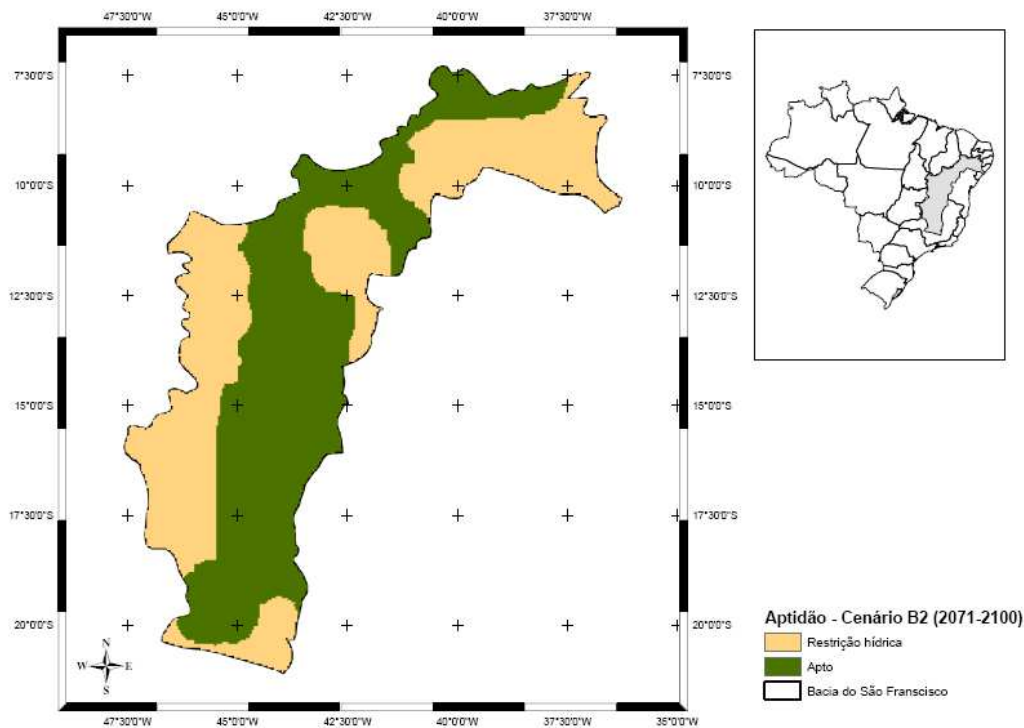 47°30'0"W 45°0'0"W 42°30'0"W 40°0'0"W 37°30'0"W
7°30'0"S 7°30'0"S
10°0'0"S 10°0'0"S
12°30'0"S 12°30'0"S
15°0'0"S 15°0'0"S
17°30'0"S 17°30'0"S
20°0'0"S 20°0'0"S
N
W E
S
47°30'0"W 45°0'0"W 42°30'0"W 40°0'0"W 37°30'0"W 35°0'0"W
Aptidão - Cenário B2 (2071-2100)
Restrição hídrica
Apto
Bacia do São Franscisco